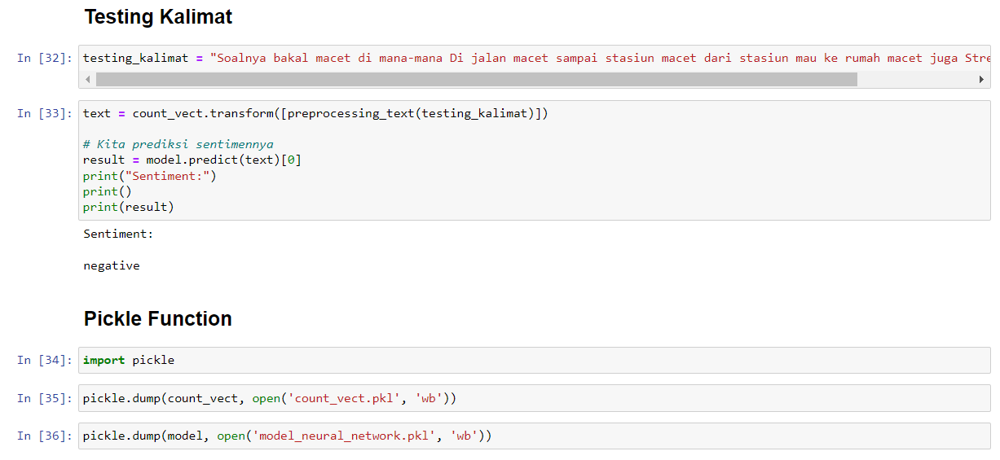 Testing Kalimat
In [32]: testing_kalimat = "Soalnya bakal macet di mana-mana Di jalan macet sampai stasiun macet dari stasiun mau ke rumah macet juga Stre
In [33]: text = count_vect.transform([preprocessing_text(testing_kalimat)])
# Kita prediksi sentimennya
result = model.predict(text)[0]
print("Sentiment:")
print()
print(result)
Sentiment:
negative
Pickle Function
In [34]: import pickle
In [35]: pickle.dump(count_vect, open('count_vect.pkl', 'wb'))
In [36]: pickle.dump(model, open('model_neural_network.pkl', 'wb'))